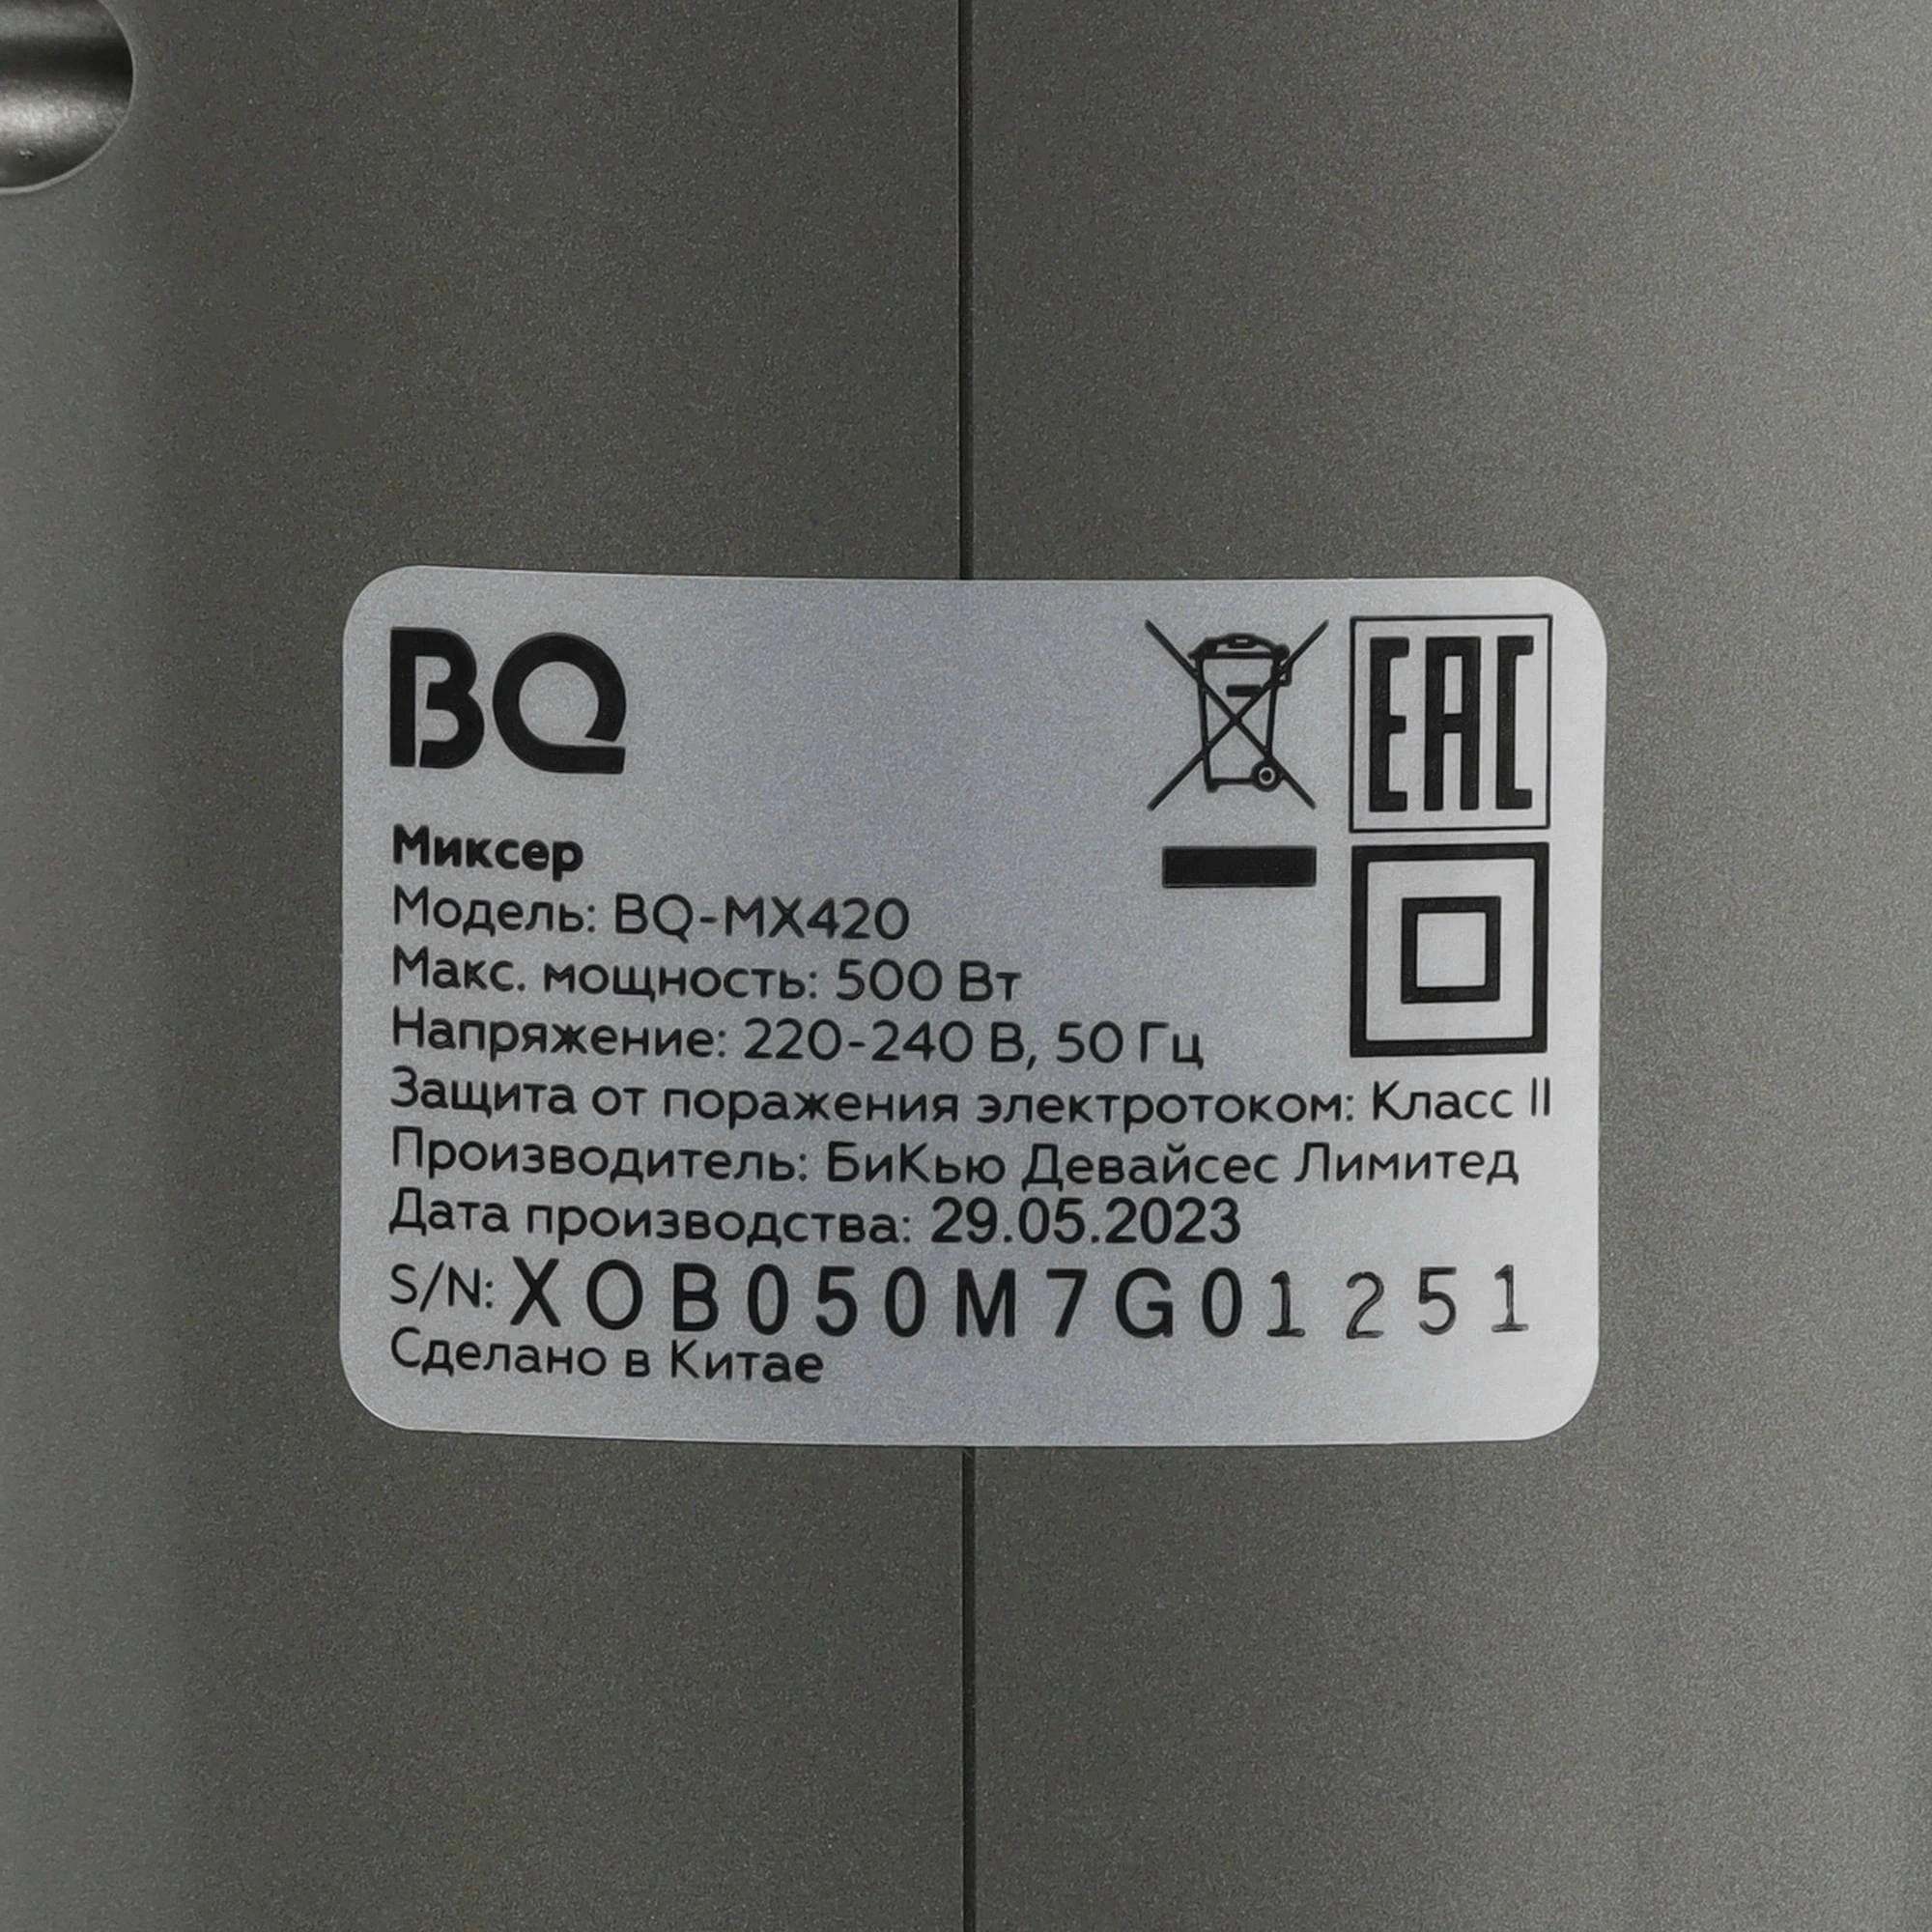 BQ
EAC
Миксер
Модель: BQ-MX420
Макс. мощность: 500 Вт
Напряжение: 220-240 В, 50 Гц
Защита от поражения электротоком: Класс II
Производитель: БиКью Девайсес Лимитед
Дата производства: 29.05.2023
S/N: XOB050M7G01251
Сделано в Китае